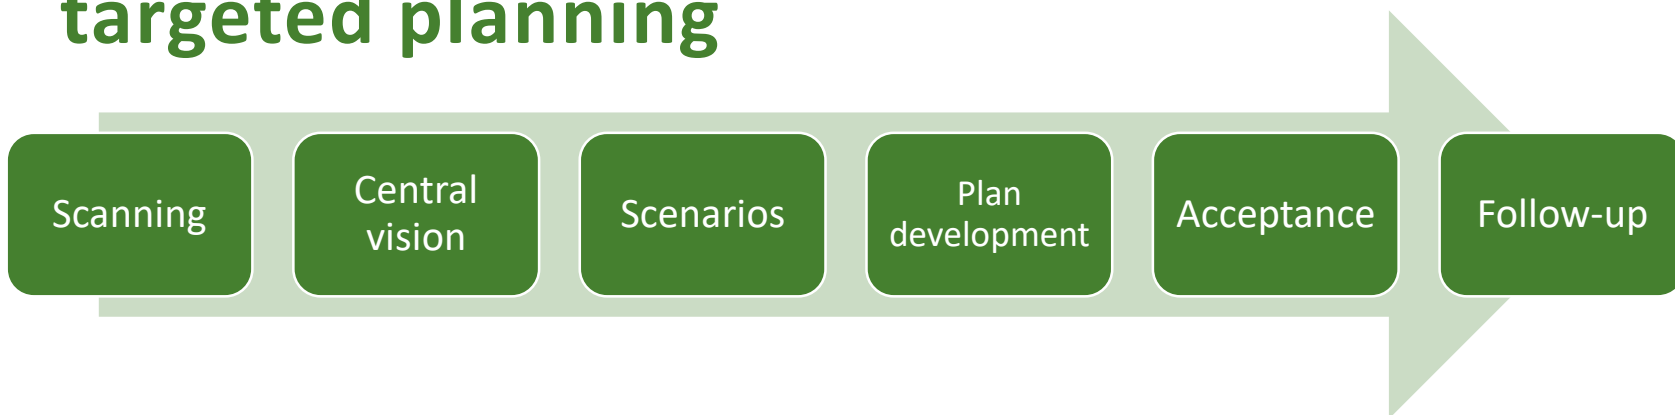 targeted planning
Scanning
Central
vision
Scenarios
Plan
development
Acceptance
Follow-up